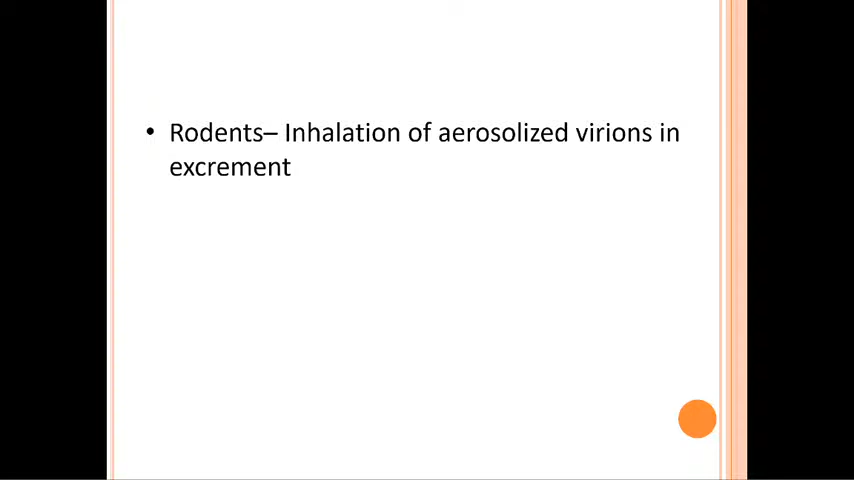 • Rodents– Inhalation of aerosolized virions in
excrement